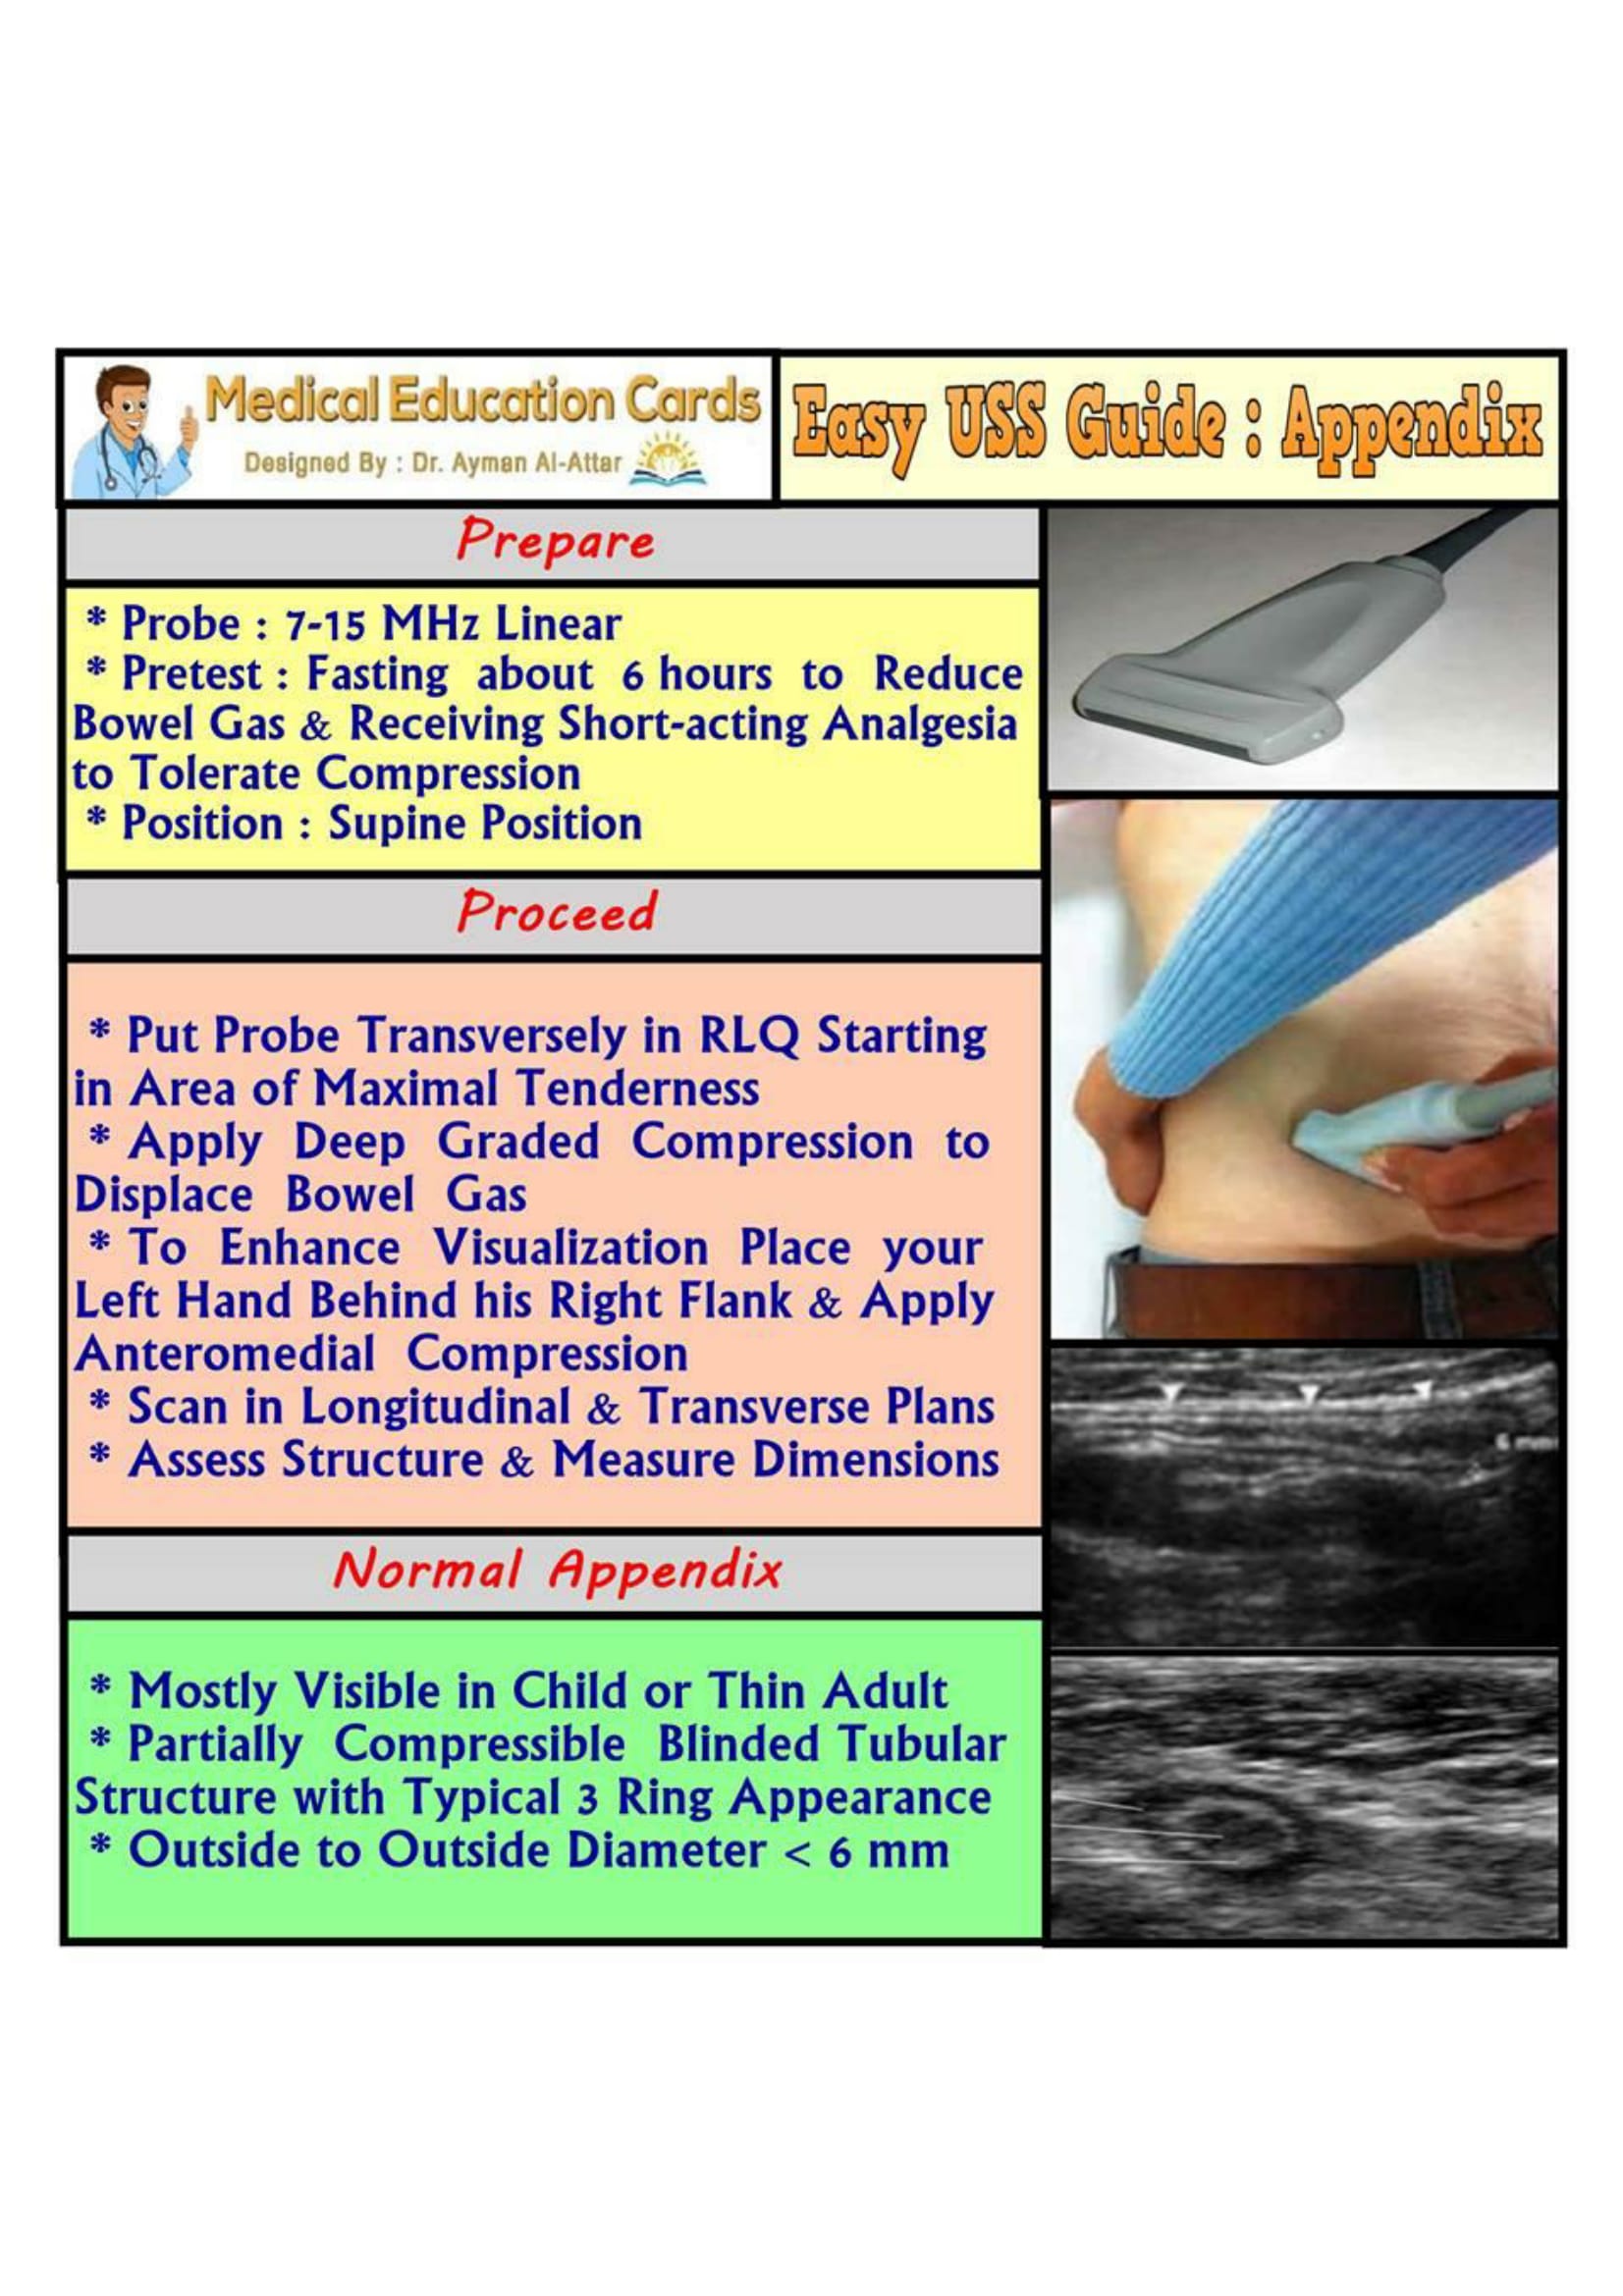 Medical Education Cards
Designed By : Dr. Ayman Al-Attar
Easy USS Guide : Appendix
Prepare
* Probe : 7-15 MHz Linear
* Pretest : Fasting about 6 hours to Reduce
Bowel Gas & Receiving Short-acting Analgesia
to Tolerate Compression
* Position : Supine Position
Proceed
* Put Probe Transversely in RLQ Starting
in Area of Maximal Tenderness
* Apply Deep Graded Compression to
Displace Bowel Gas
* To Enhance Visualization Place your
Left Hand Behind his Right Flank & Apply
Anteromedial Compression
* Scan in Longitudinal & Transverse Plans
* Assess Structure & Measure Dimensions
Normal Appendix
* Mostly Visible in Child or Thin Adult
* Partially Compressible Blinded Tubular
Structure with Typical 3 Ring Appearance
* Outside to Outside Diameter < 6 mm
6 mm